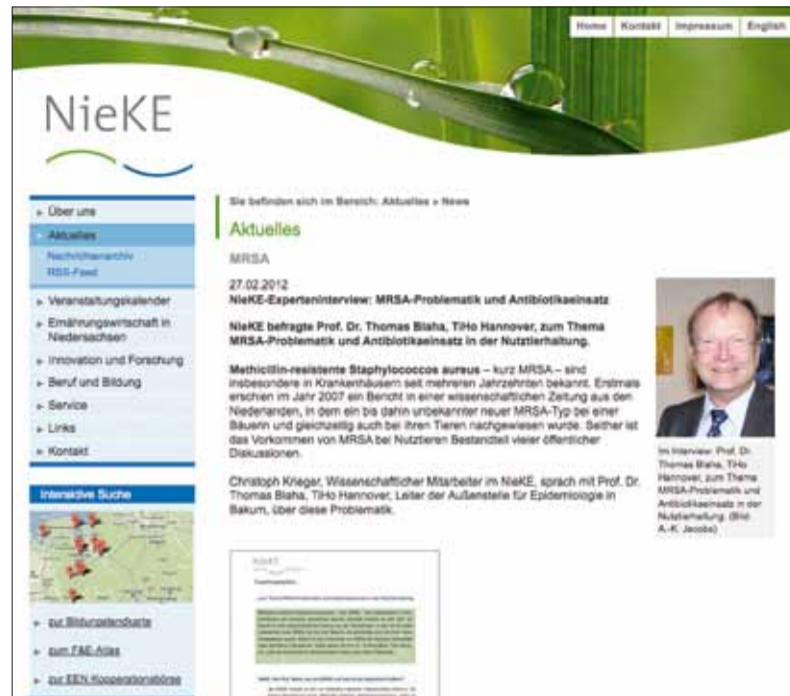 Home Kontakt Impressum English
NieKE
Über uns
Aktuelles
Nachrichtenarchiv
RSS-Feed
Veranstaltungskalender
Ernährungswirtschaft in
Niedersachsen
Innovation und Forschung
Beruf und Bildung
Service
Links
Kontakt
Interaktive Suche
zur Bildungslandkarte
zum F&E-Atlas
zur EEN Kooperationsbörse
Sie befinden sich im Bereich: Aktuelles » News
Aktuelles
MRSA
27.02.2012
NieKE-Experteninterview: MRSA-Problematik und Antibiotikaeinsatz
NieKE befragte Prof. Dr. Thomas Blaha, TiHo Hannover, zum Thema
MRSA-Problematik und Antibiotikaeinsatz in der Nutztierhaltung.
Methicillin-resistente Staphylococcos aureus – kurz MRSA – sind
insbesondere in Krankenhäusern seit mehreren Jahrzehnten bekannt. Erstmals
erschien im Jahr 2007 ein Bericht in einer wissenschaftlichen Zeitung aus den
Niederlanden, in dem ein bis dahin unbekannter neuer MRSA-Typ bei einer
Bäuerin und gleichzeitig auch bei ihren Tieren nachgewiesen wurde. Seither ist
das Vorkommen von MRSA bei Nutztieren Bestandteil vieler öffentlicher
Diskussionen.
Christoph Krieger, Wissenschaftlicher Mitarbeiter im NieKE, sprach mit Prof. Dr.
Thomas Blaha, TiHo Hannover, Leiter der Außenstelle für Epidemiologie in
Bakum, über diese Problematik.
Im Interview: Prof. Dr.
Thomas Blaha, TiHo
Hannover, zum Thema
MRSA-Problematik und
Antibiotikaeinsatz in der
Nutztierhaltung. (Bild:
A.-K. Jacobs)
NieKE